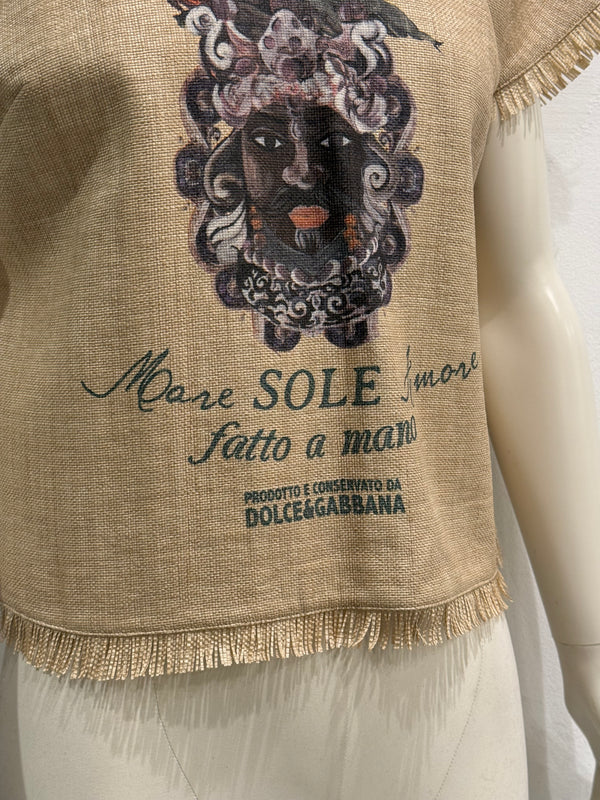 Mare SOLE Amore
fatto a mano
PRODOTTO E CONSERVATO DA
DOLCE&GABBANA